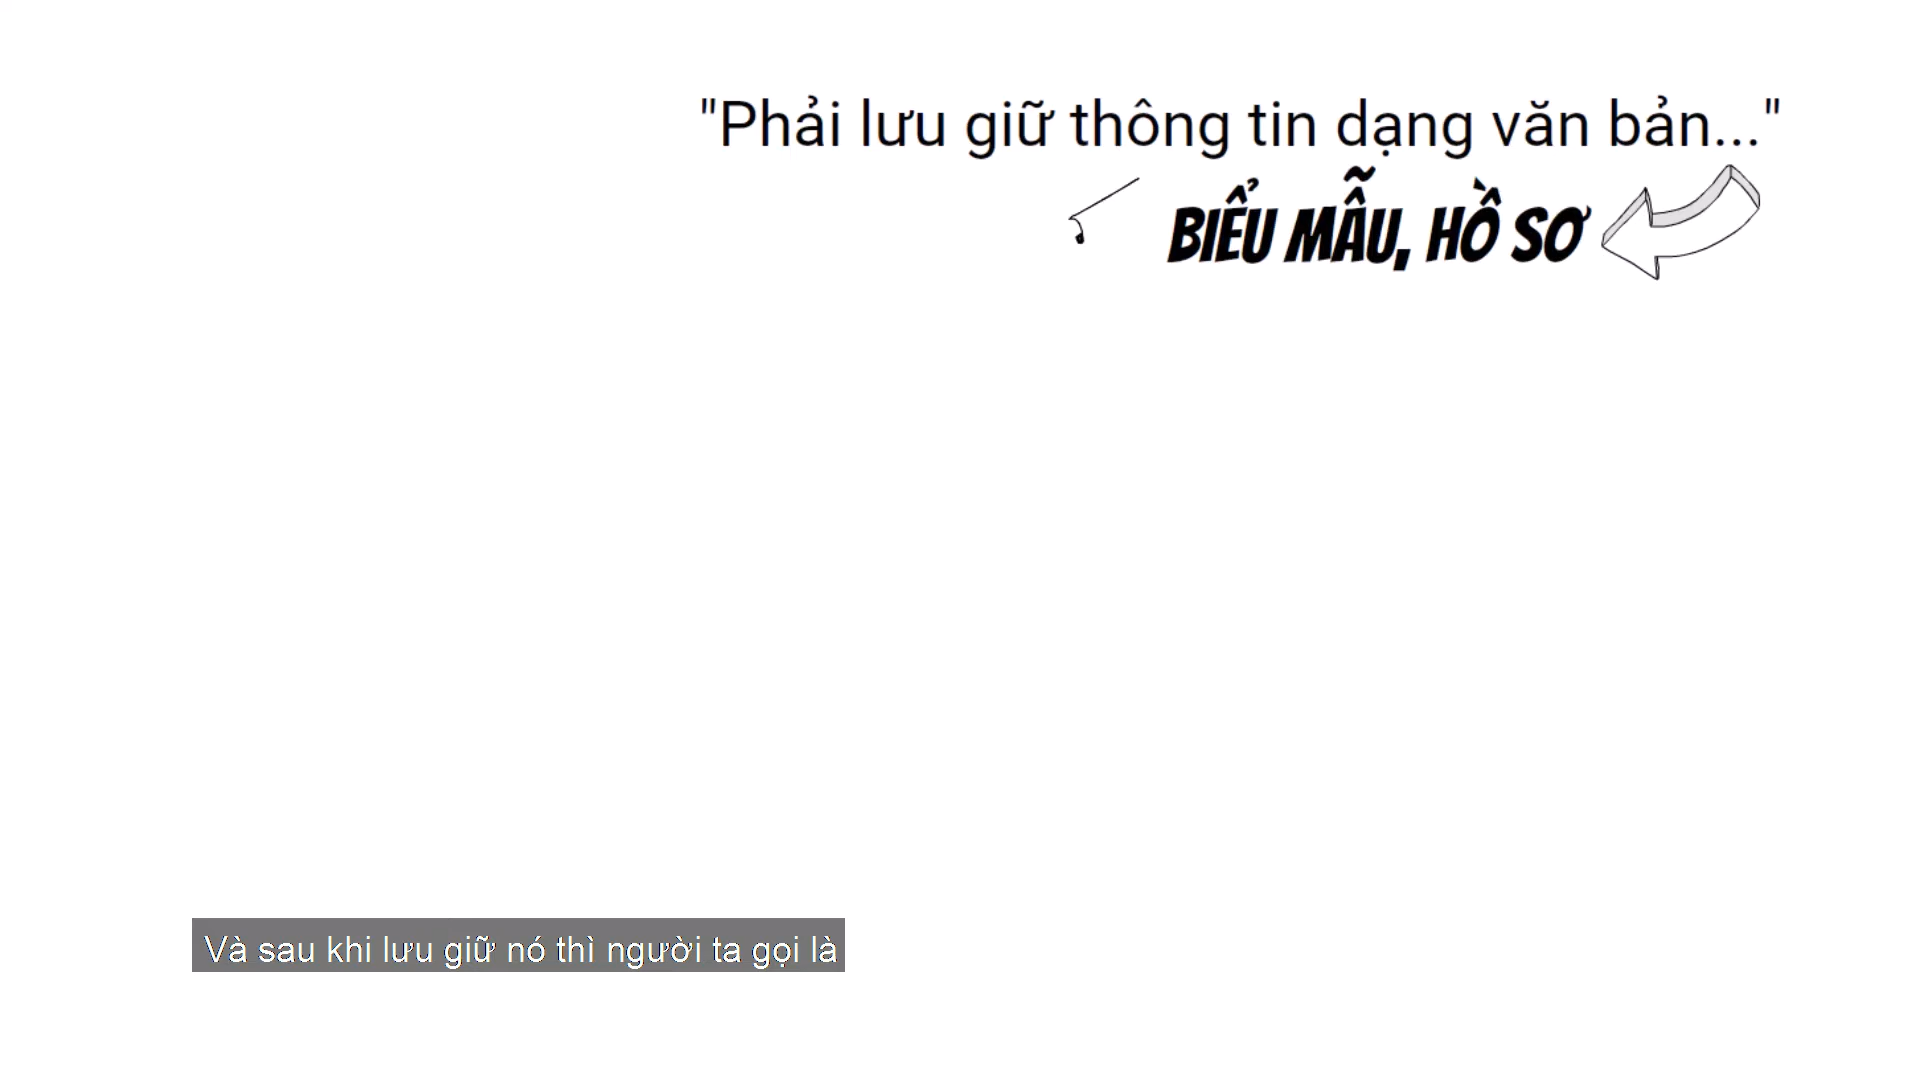 "Phải lưu giữ thông tin dạng văn bản..."
BIỂU MẪU, HỒ SƠ
Và sau khi lưu giữ nó thì người ta gọi là